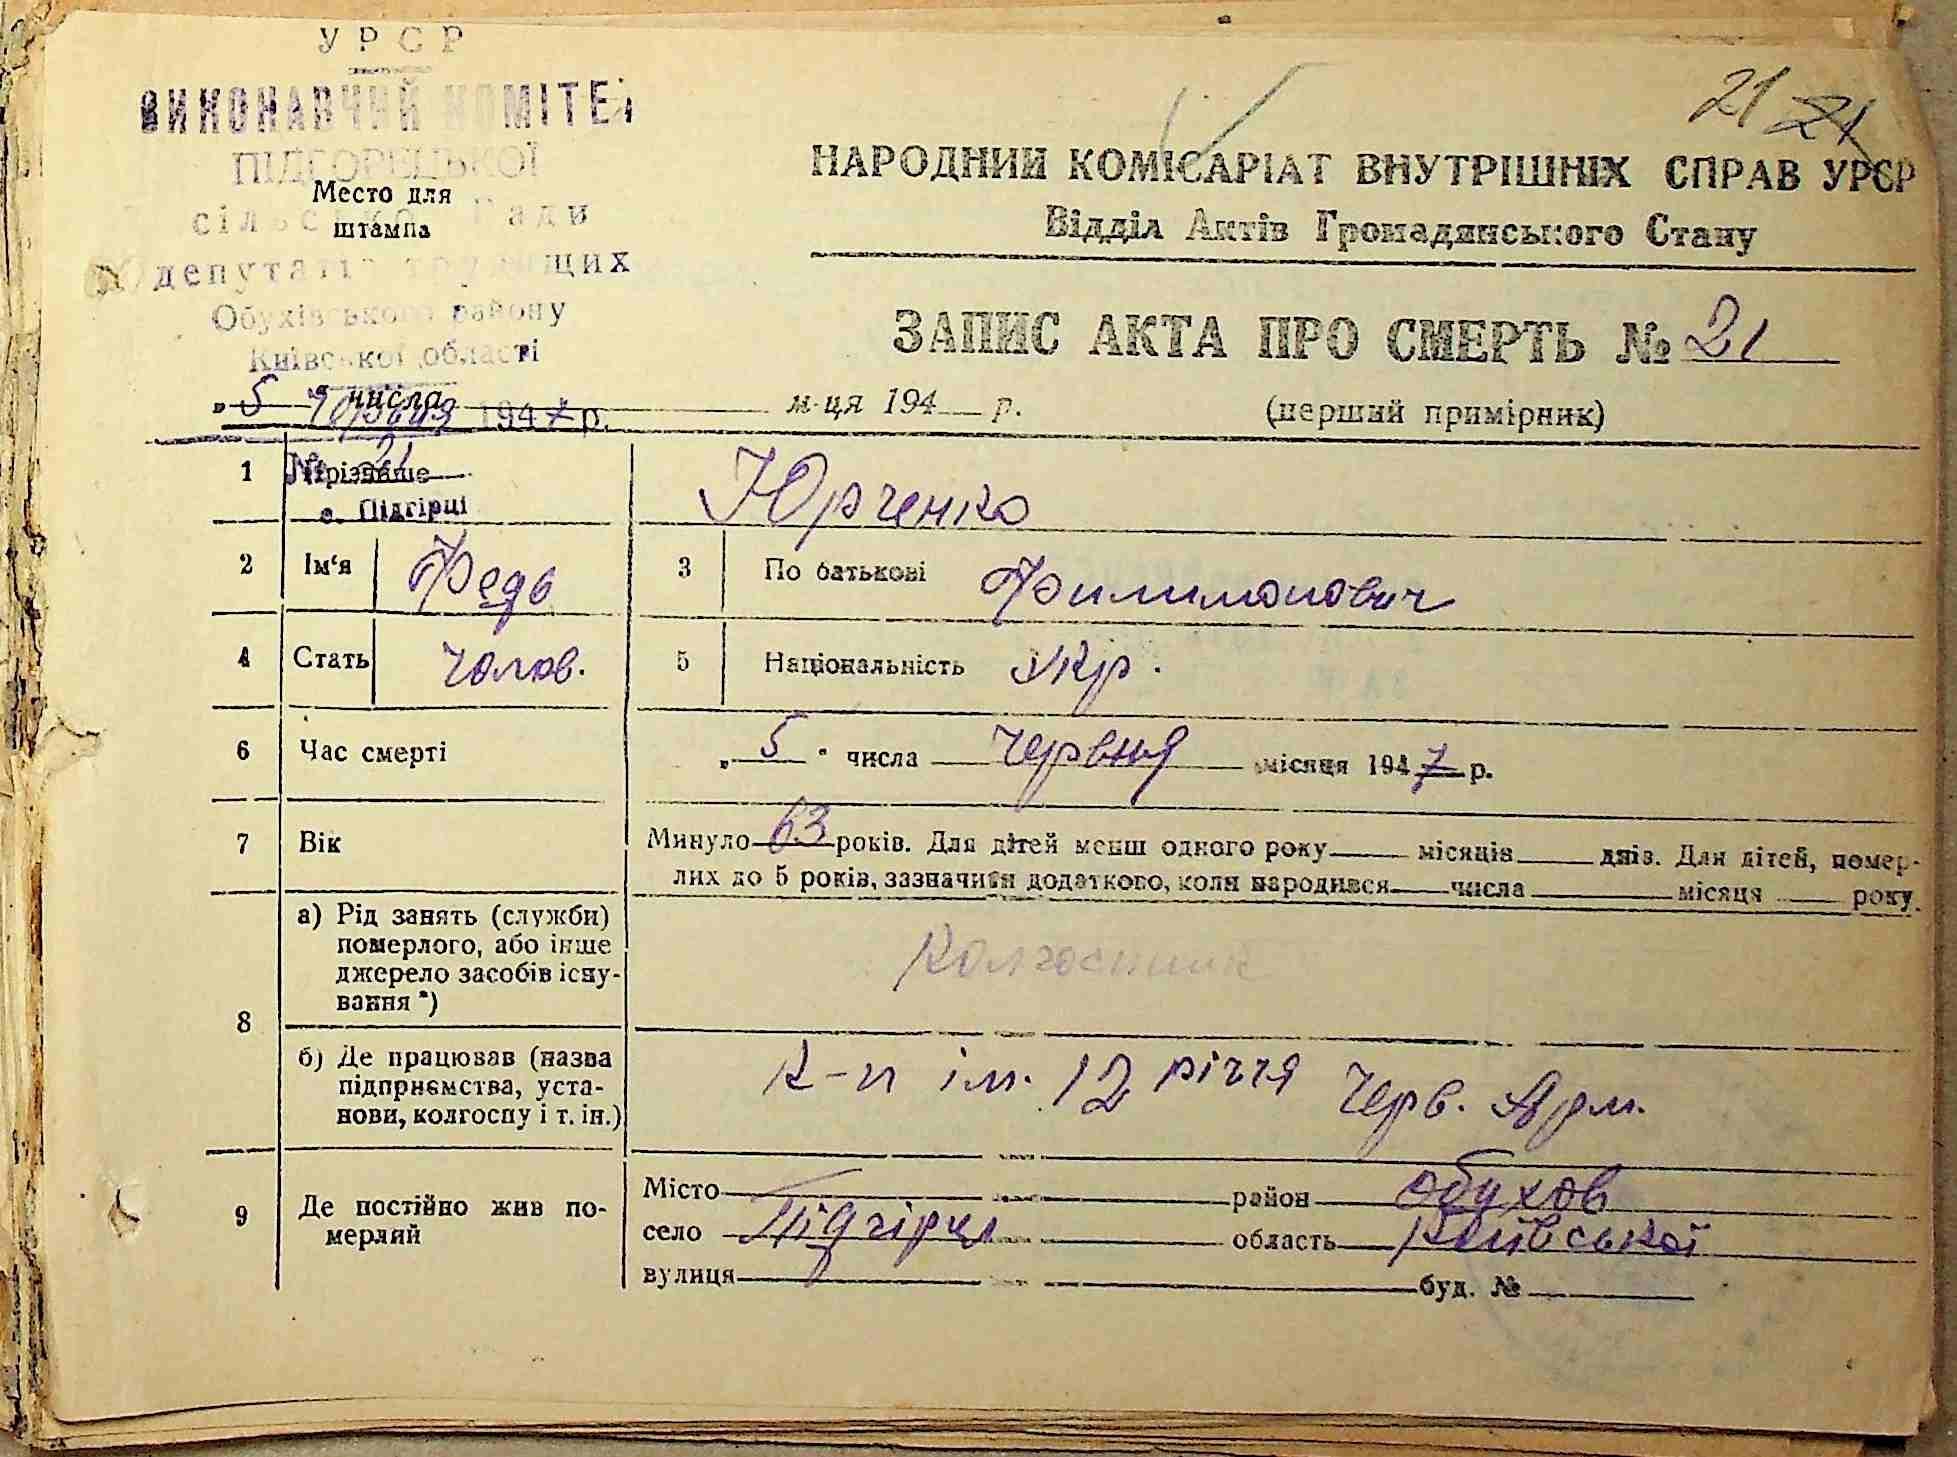 УРСР
ВИКОНАВЧИЙ КОМІТЕТ
ПІДГОРЕЦЬКОЇ
Место для
штампа
сільської Ради
депутатів трудящих
Обухівського району
Київської області
„ 5 " числа м-ця 194 р.
Червня 1947 р.
№ 21
с. Підгірці
21 21
НАРОДНИЙ КОМІСАРІАТ ВНУТРІШНІХ СПРАВ УРСР
Відділ Актів Громадянського Стану
ЗАПИС АКТА ПРО СМЕРТЬ № 21
(перший примірник)
1 Прізвище Юрченко
2 Ім'я Федь 3 По батькові Филимонович
4 Стать чолов. 5 Національність Укр.
6 Час смерті „ 5 " числа червня місяця 1947 р.
7 Вік Минуло 63 років. Для дітей менш одного року місяців днів. Для дітей, помер-
лих до 5 років, зазначити додатково, коли народився числа місяця року.
8 а) Рід занять (служби)
померлого, або інше
джерело засобів існу-
вання *)
Колгоспник
б) Де працював (назва
підприємства, уста-
нови, колгоспу і т. ін.)
К-п ім. 12 річчя Черв. Арм.
9 Де постійно жив по-
мерлий
Місто район Обухов
село Підгірці область Київської
вулиця буд. №